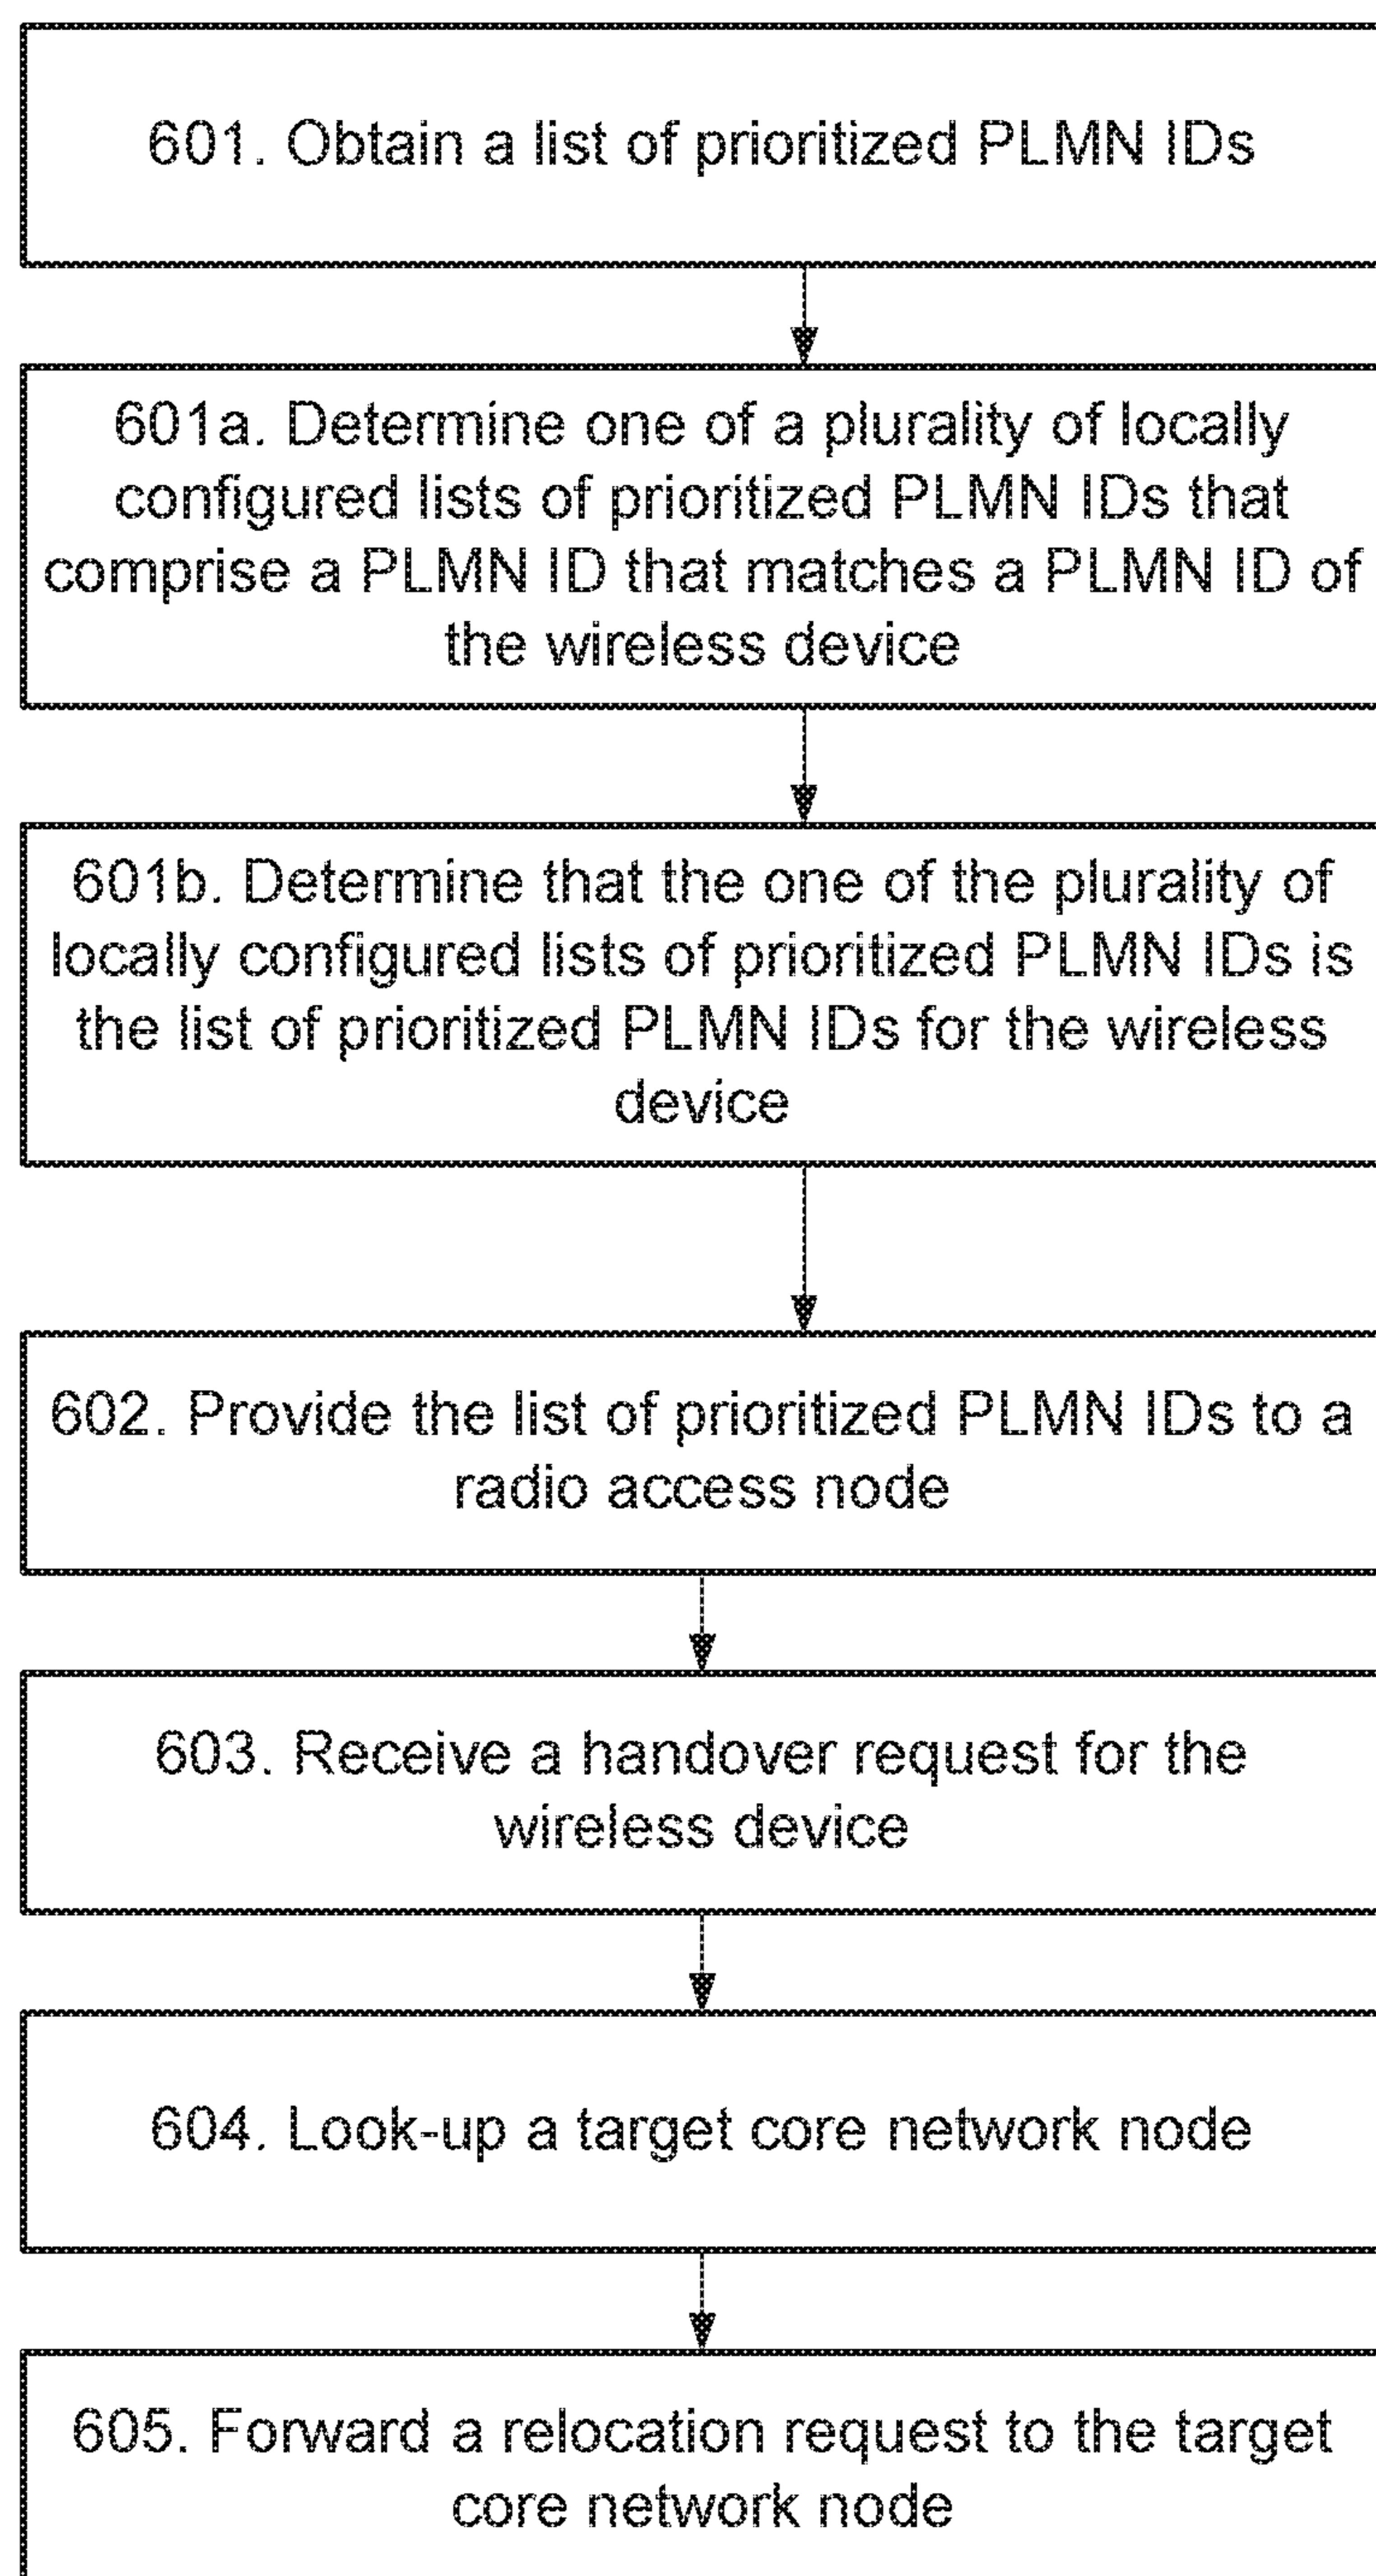 601. Obtain a list of prioritized PLMN IDs
601a. Determine one of a plurality of locally
configured lists of prioritized PLMN IDs that
comprise a PLMN ID that matches a PLMN ID of
the wireless device
601b. Determine that the one of the plurality of
locally configured lists of prioritized PLMN IDs is
the list of prioritized PLMN IDs for the wireless
device
602. Provide the list of prioritized PLMN IDs to a
radio access node
603. Receive a handover request for the
wireless device
604. Look-up a target core network node
605. Forward a relocation request to the target
core network node